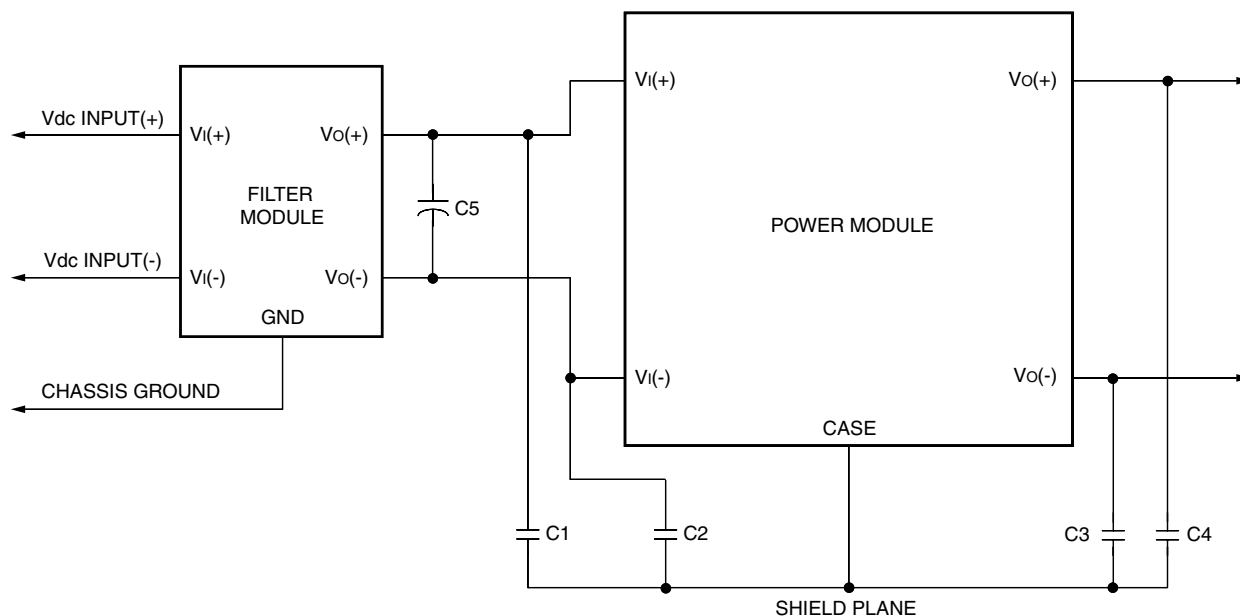 Vdc INPUT(+)
VI(+)
VO(+)
FILTER
MODULE
C5
Vdc INPUT(-)
VI(-)
VO(-)
GND
CHASSIS GROUND
VI(+)
VO(+)
POWER MODULE
VI(-)
VO(-)
CASE
C1
C2
C3
C4
SHIELD PLANE